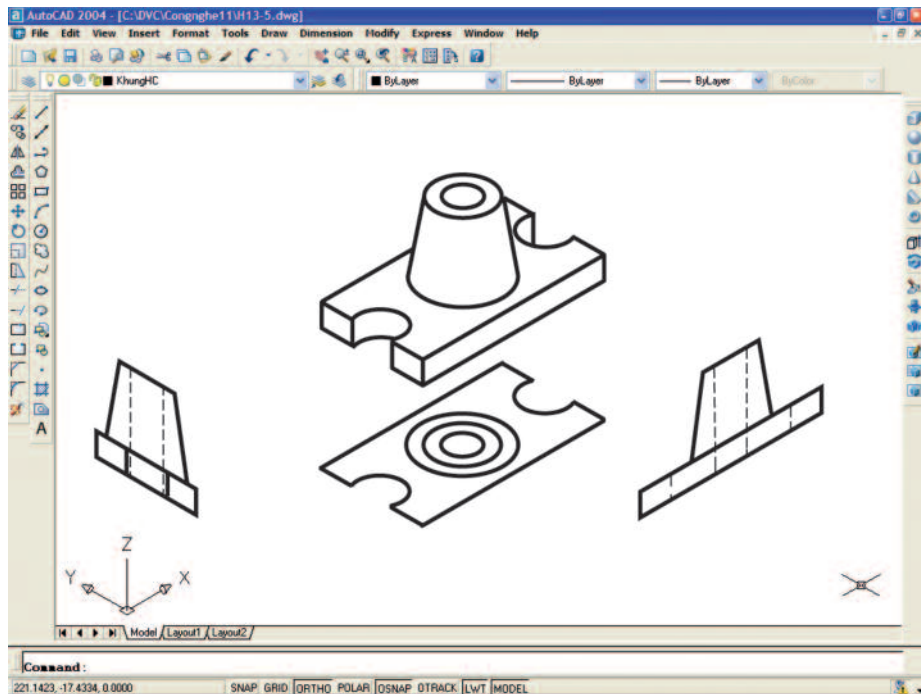 AutoCAD 2004 - [C:\DVC\Congnghe11\H13-5.dwg]
File Edit View Insert Format Tools Draw Dimension Modify Express Window Help
KhungHC ByLayer ByLayer ByLayer ByColor
A
Z
Y X
Model Layout1 Layout2
Command:
221.1423, -17.4334, 0.0000 SNAP GRID ORTHO POLAR OSNAP OTRACK LWT MODEL